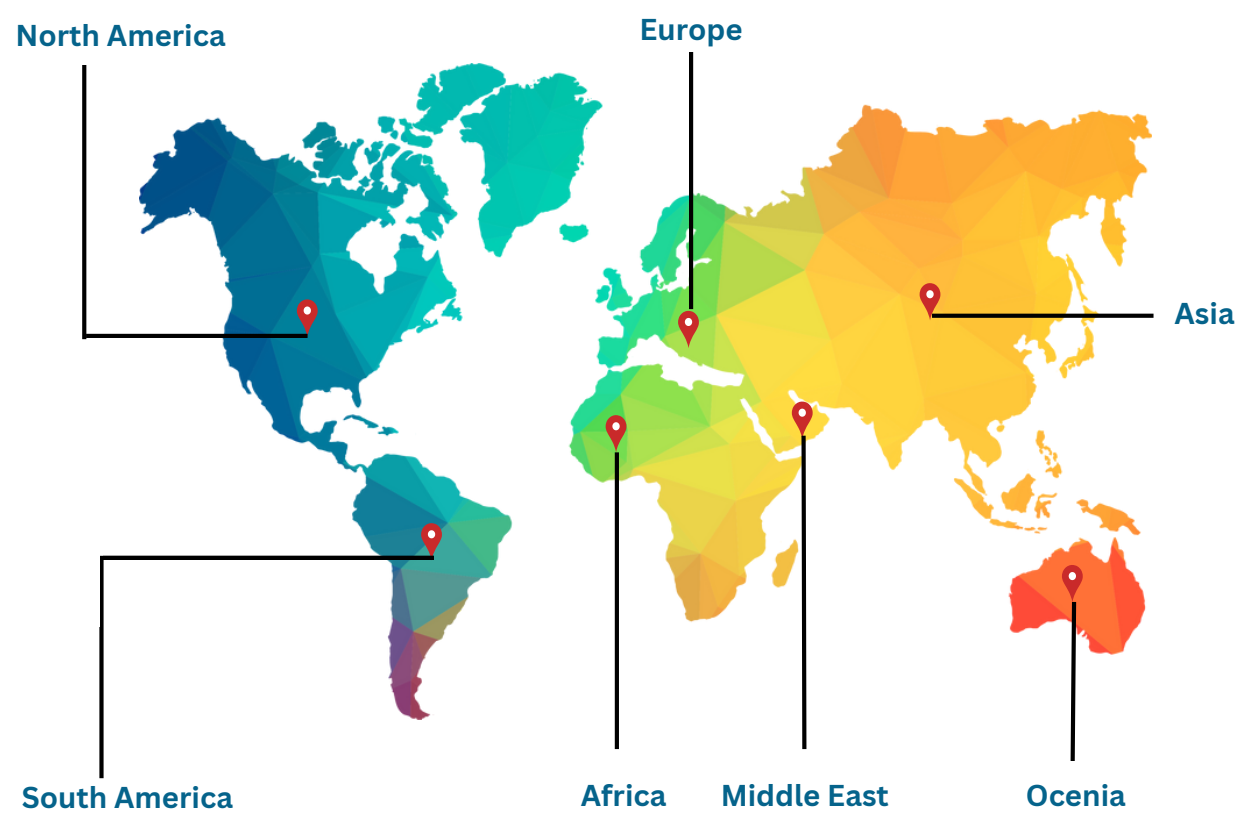 North America
Europe
Asia
South America
Africa
Middle East
Ocenia